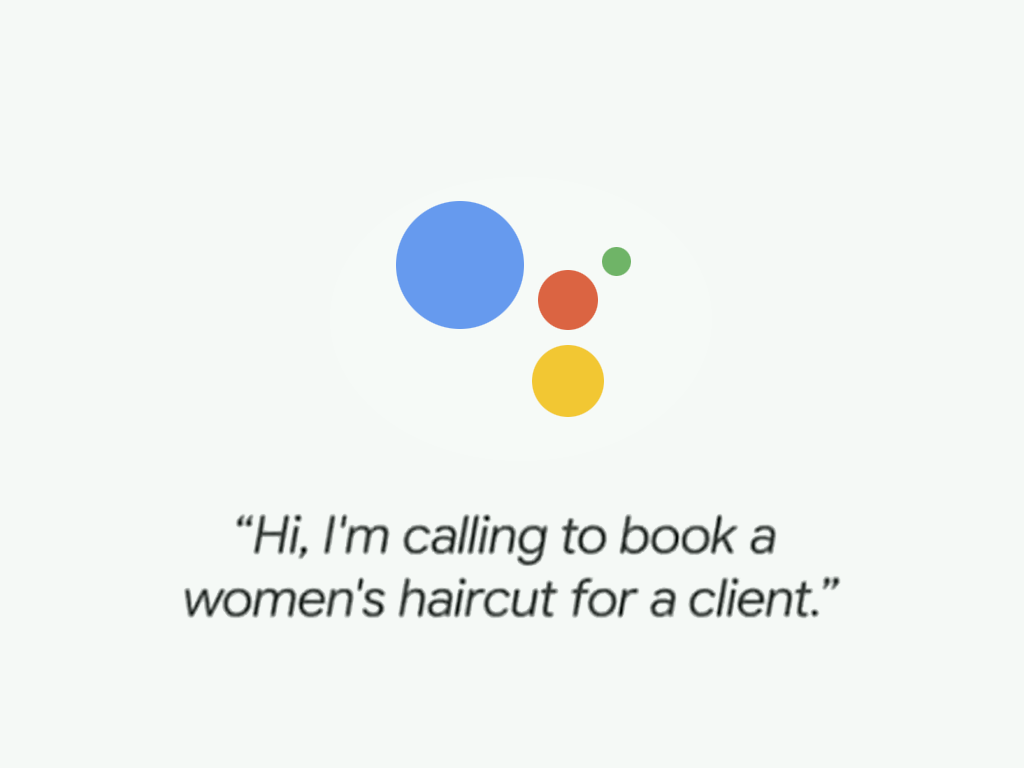 “Hi, I'm calling to book a
women's haircut for a client.”